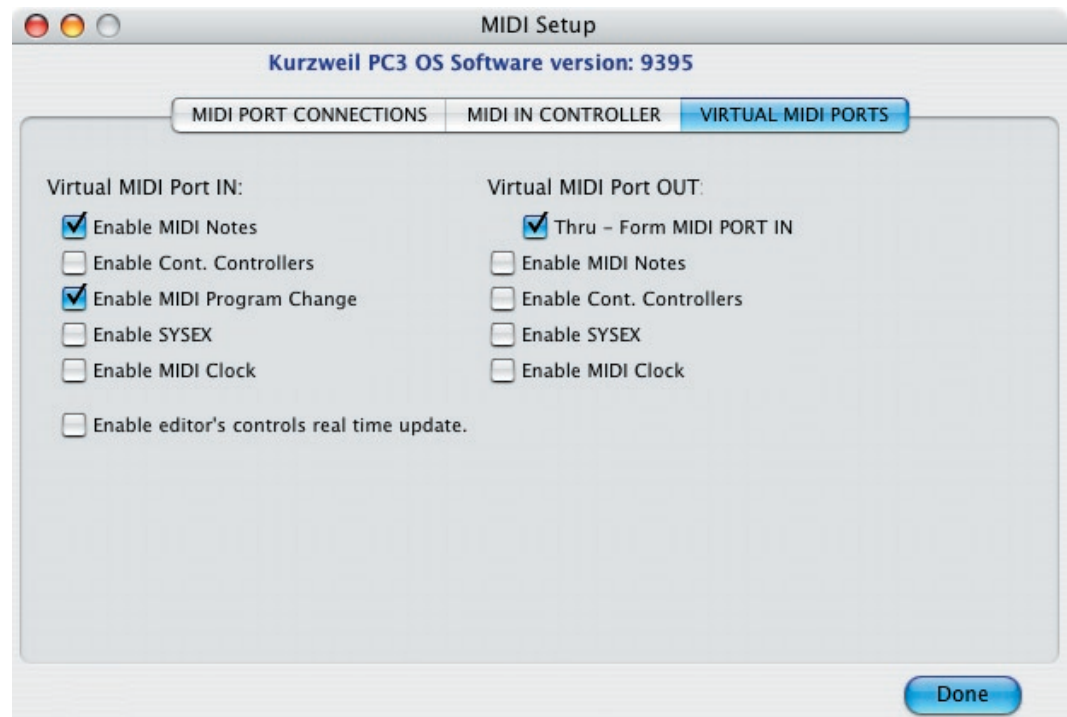 MIDI Setup
Kurzweil PC3 OS Software version: 9395
MIDI PORT CONNECTIONS
MIDI IN CONTROLLER
VIRTUAL MIDI PORTS
Virtual MIDI Port IN:
Enable MIDI Notes
Enable Cont. Controllers
Enable MIDI Program Change
Enable SYSEX
Enable MIDI Clock
Enable editor's controls real time update.
Virtual MIDI Port OUT:
Thru - Form MIDI PORT IN
Enable MIDI Notes
Enable Cont. Controllers
Enable SYSEX
Enable MIDI Clock
Done